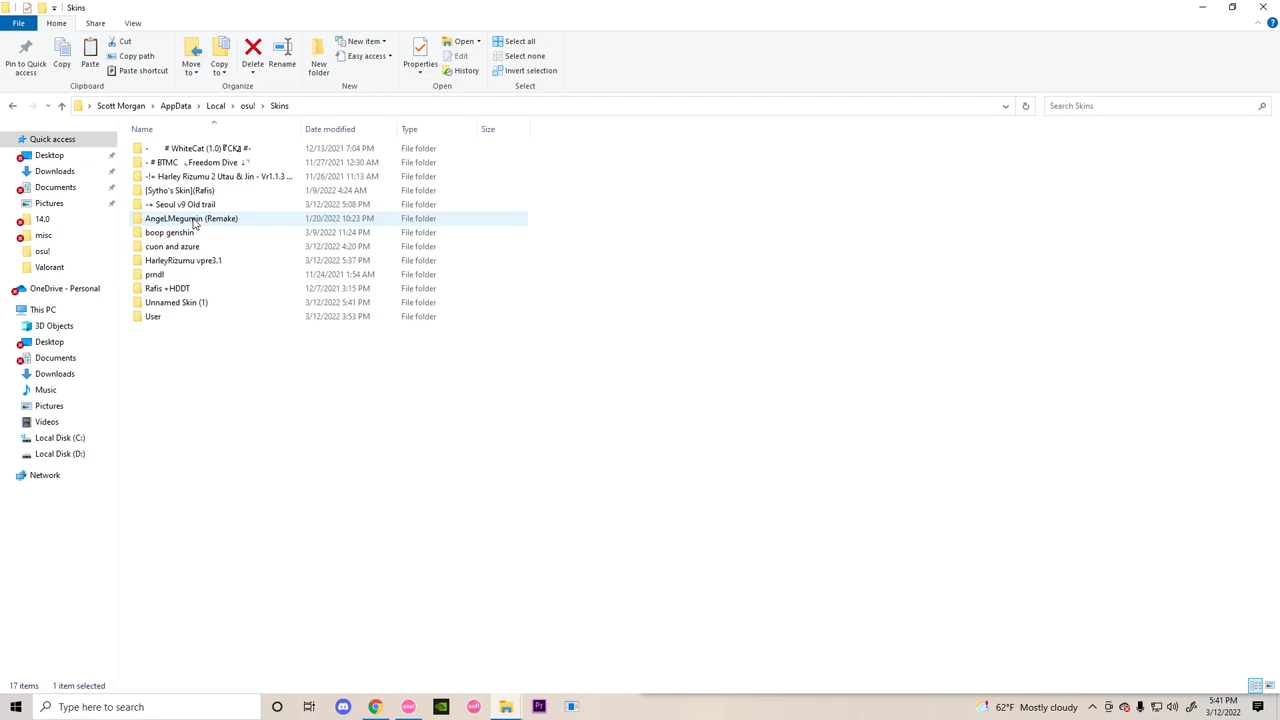 Skins
File Home Share View
Pin to Quick access
Copy
Paste
Cut
Copy path
Paste shortcut
Clipboard
Move to
Copy to
Delete
Rename
Organize
New folder
New item
Easy access
New
Properties
Open
Edit
History
Open
Select all
Select none
Invert selection
Select
Scott Morgan > AppData > Local > osu! > Skins
Search Skins
Quick access
Desktop
Downloads
Documents
Pictures
14.0
misc
osu!
Valorant
OneDrive - Personal
This PC
3D Objects
Desktop
Documents
Downloads
Music
Pictures
Videos
Local Disk (C:)
Local Disk (D:)
Network
Name Date modified Type Size
- # WhiteCat (1.0) #- 12/13/2021 7:04 PM File folder
- # BTMC Freedom Dive ↓ 11/27/2021 12:30 AM File folder
-!+ Harley Rizumu 2 Utau & Jin - Vr1.1.3 ... 11/26/2021 11:13 AM File folder
[Sytho's Skin](Rafis) 1/9/2022 4:24 AM File folder
-+ Seoul v9 Old trail 3/12/2022 5:08 PM File folder
AngeLMegumin (Remake) 1/20/2022 10:23 PM File folder
boop genshin 3/9/2022 11:24 PM File folder
cuon and azure 3/12/2022 4:20 PM File folder
HarleyRizumu vpre3.1 3/12/2022 5:37 PM File folder
prndl 11/24/2021 1:54 AM File folder
Rafis +HDDT 12/7/2021 3:15 PM File folder
Unnamed Skin (1) 3/12/2022 5:41 PM File folder
User 3/12/2022 3:53 PM File folder
17 items 1 item selected
Type here to search
osu!
osu!
Pr
62°F Mostly cloudy
5:41 PM
3/12/2022